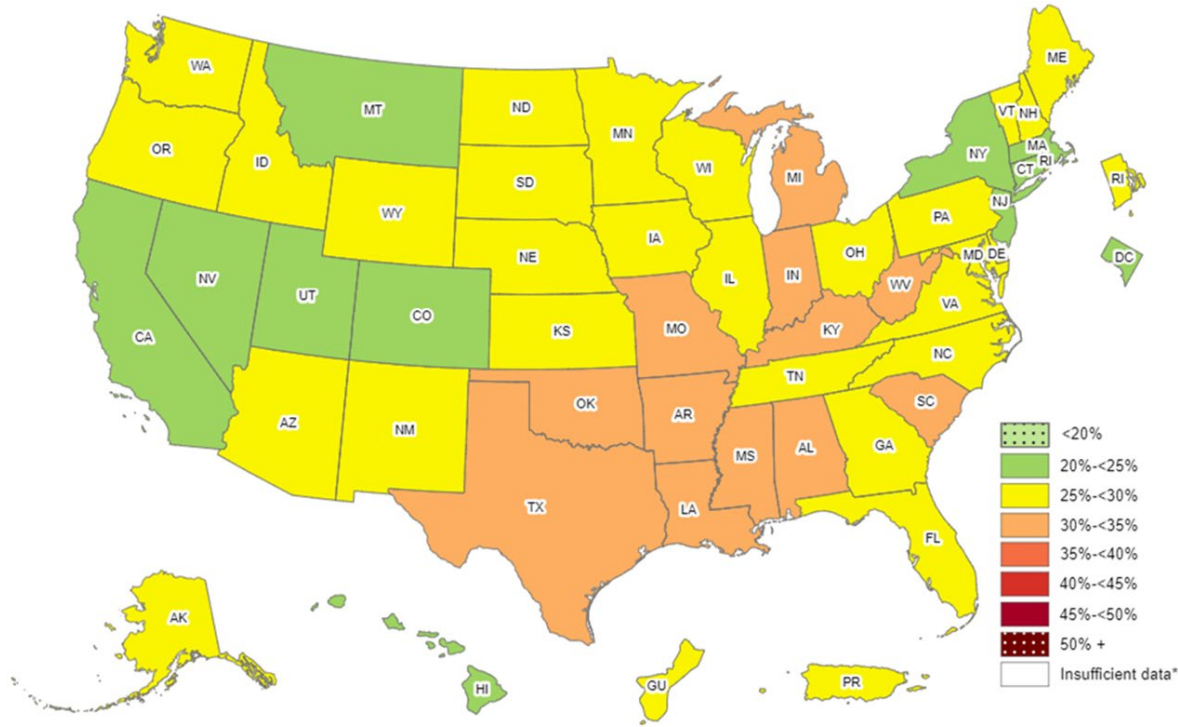 WA
MT
ND
MN
ME
VT
NH
OR
ID
SD
WI
NY
MA
RI
CT
MI
RI
WY
NE
IA
PA
NJ
NV
UT
CO
IL
IN
OH
MD
DE
DC
WV
VA
CA
KS
MO
KY
NC
TN
AZ
NM
OK
AR
SC
MS
AL
GA
TX
LA
FL
AK
HI
GU
PR
<20%
20%-<25%
25%-<30%
30%-<35%
35%-<40%
40%-<45%
45%-<50%
50% +
Insufficient data*